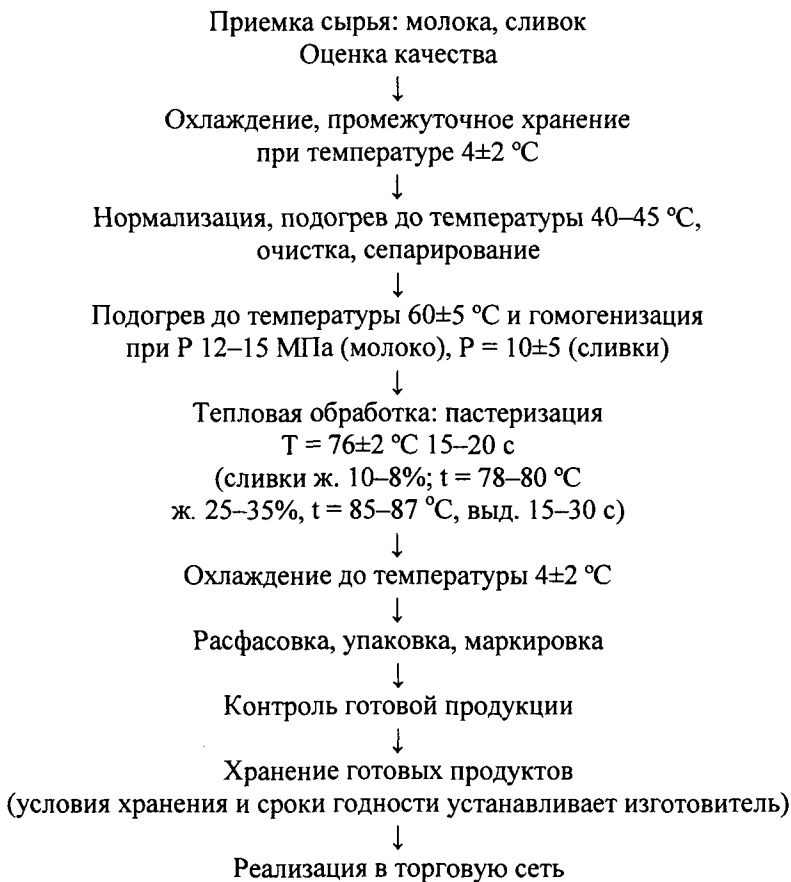 Приемка сырья: молока, сливок
Оценка качества
↓
Охлаждение, промежуточное хранение
при температуре 4±2 °С
↓
Нормализация, подогрев до температуры 40–45 °С,
очистка, сепарирование
↓
Подогрев до температуры 60±5 °С и гомогенизация
при Р 12–15 МПа (молоко), Р = 10±5 (сливки)
↓
Тепловая обработка: пастеризация
Т = 76±2 °С 15–20 с
(сливки ж. 10–8%; t = 78–80 °С
ж. 25–35%, t = 85–87 °С, выд. 15–30 с)
↓
Охлаждение до температуры 4±2 °С
↓
Расфасовка, упаковка, маркировка
↓
Контроль готовой продукции
↓
Хранение готовых продуктов
(условия хранения и сроки годности устанавливает изготовитель)
↓
Реализация в торговую сеть